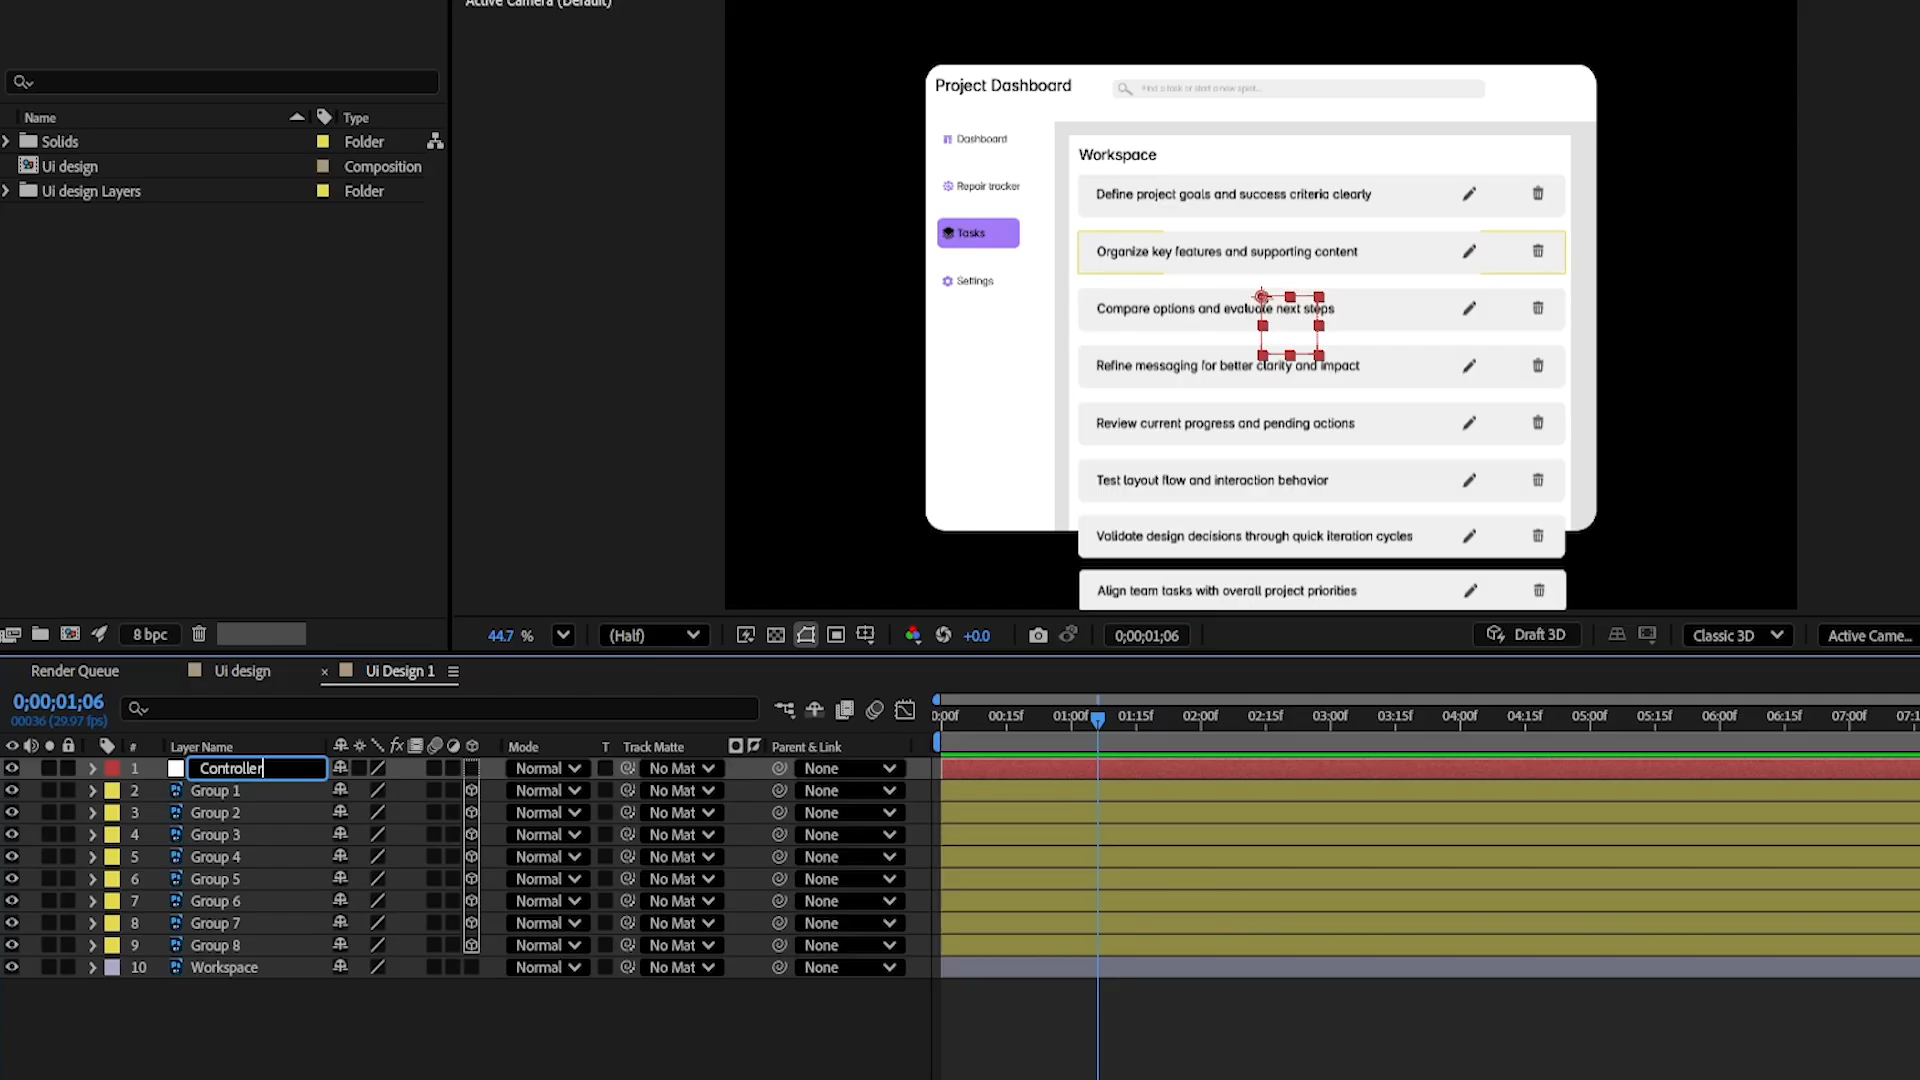 Active Camera (Default)
Name Type
Solids Folder
Ui design Composition
Ui design Layers Folder
8 bpc
Project Dashboard
Find a task or start a new sprint...
Dashboard
Repair tracker
Tasks
Settings
Workspace
Define project goals and success criteria clearly
Organize key features and supporting content
Compare options and evaluate next steps
Refine messaging for better clarity and impact
Review current progress and pending actions
Test layout flow and interaction behavior
Validate design decisions through quick iteration cycles
Align team tasks with overall project priorities
44.7 % (Half) +0.0 0;00;01;06 Draft 3D Classic 3D Active Came...
Render Queue Ui design × Ui Design 1
0;00;01;06
00036 (29.97 fps)
0:00f 00:15f 01:00f 01:15f 02:00f 02:15f 03:00f 03:15f 04:00f 04:15f 05:00f 05:15f 06:00f 06:15f 07:00f 07:1
# Layer Name fx Mode T Track Matte Parent & Link
1 Controller Normal No Mat None
2 Group 1 Normal No Mat None
3 Group 2 Normal No Mat None
4 Group 3 Normal No Mat None
5 Group 4 Normal No Mat None
6 Group 5 Normal No Mat None
7 Group 6 Normal No Mat None
8 Group 7 Normal No Mat None
9 Group 8 Normal No Mat None
10 Workspace Normal No Mat None